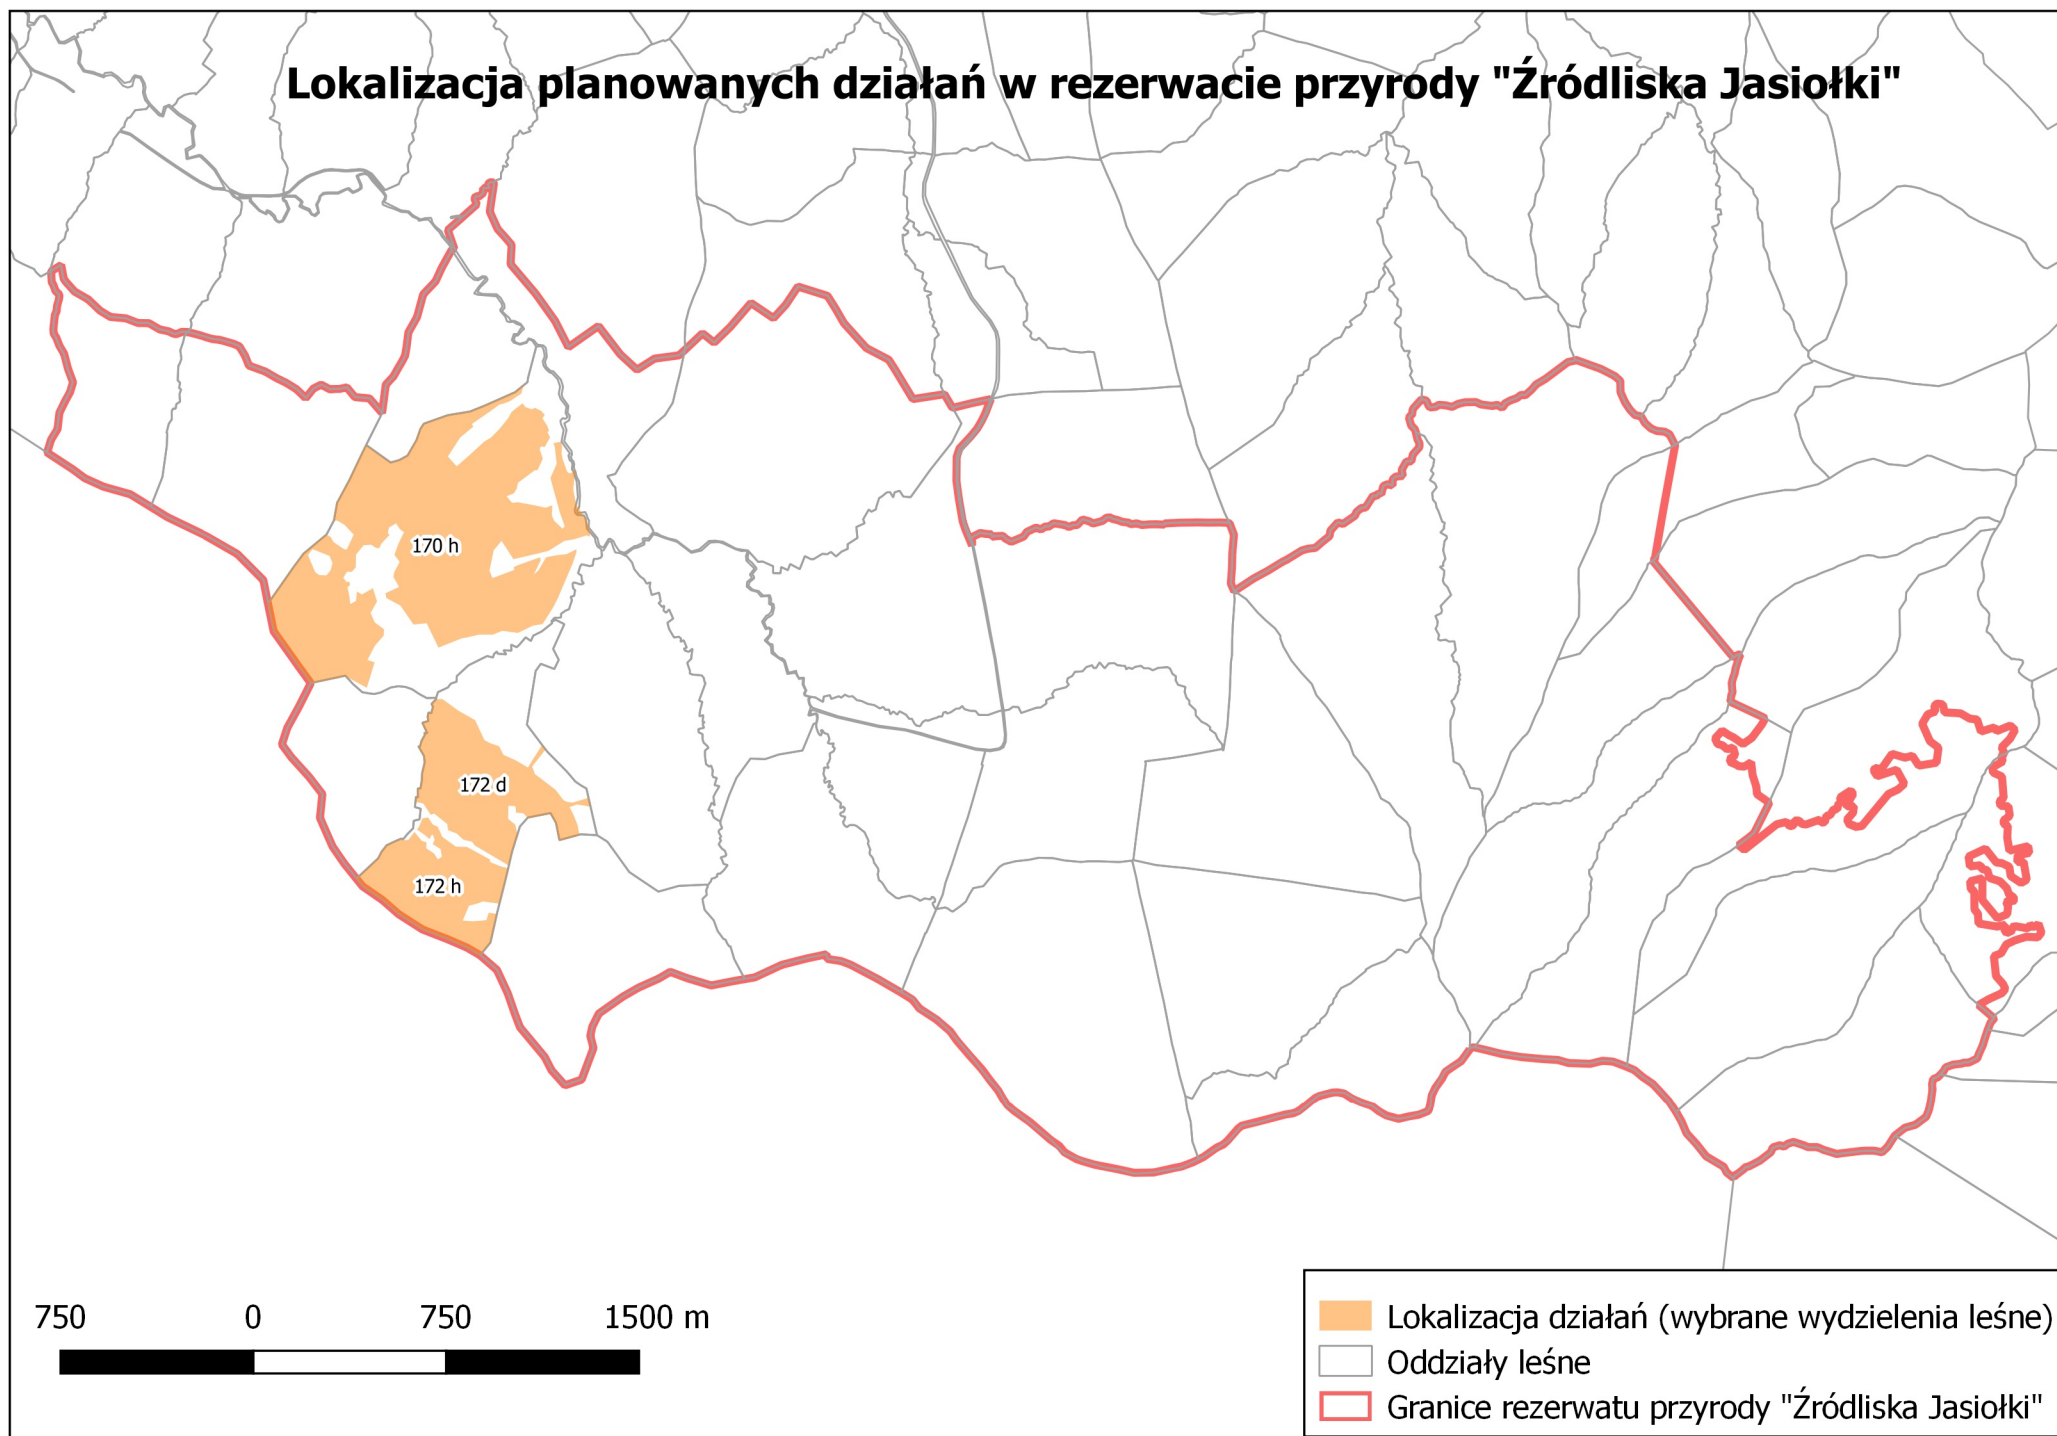 Lokalizacja planowanych działań w rezerwacie przyrody "Źródliska Jasiołki"
170 h
172 d
172 h
750 0 750 1500 m
Lokalizacja działań (wybrane wydzielenia leśne)
Oddziały leśne
Granice rezerwatu przyrody "Źródliska Jasiołki"